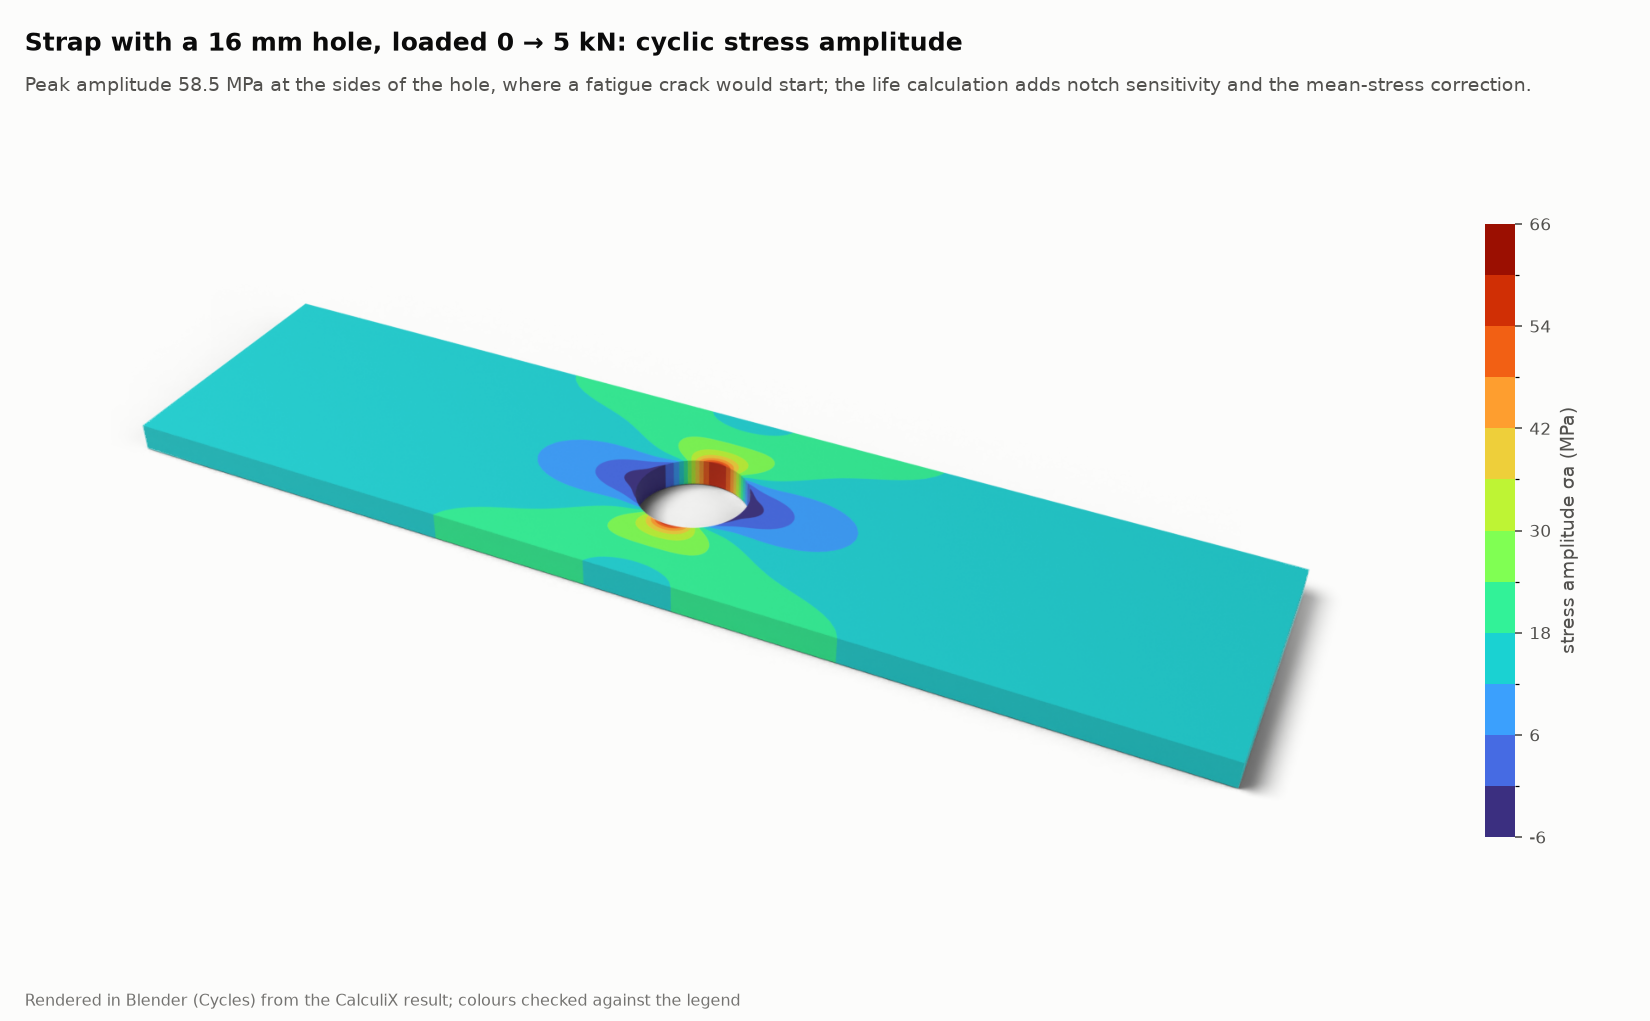 Strap with a 16 mm hole, loaded 0 → 5 kN: cyclic stress amplitude
Peak amplitude 58.5 MPa at the sides of the hole, where a fatigue crack would start; the life calculation adds notch sensitivity and the mean-stress correction.
66
54
42
30
18
6
-6
stress amplitude σa (MPa)
Rendered in Blender (Cycles) from the CalculiX result; colours checked against the legend